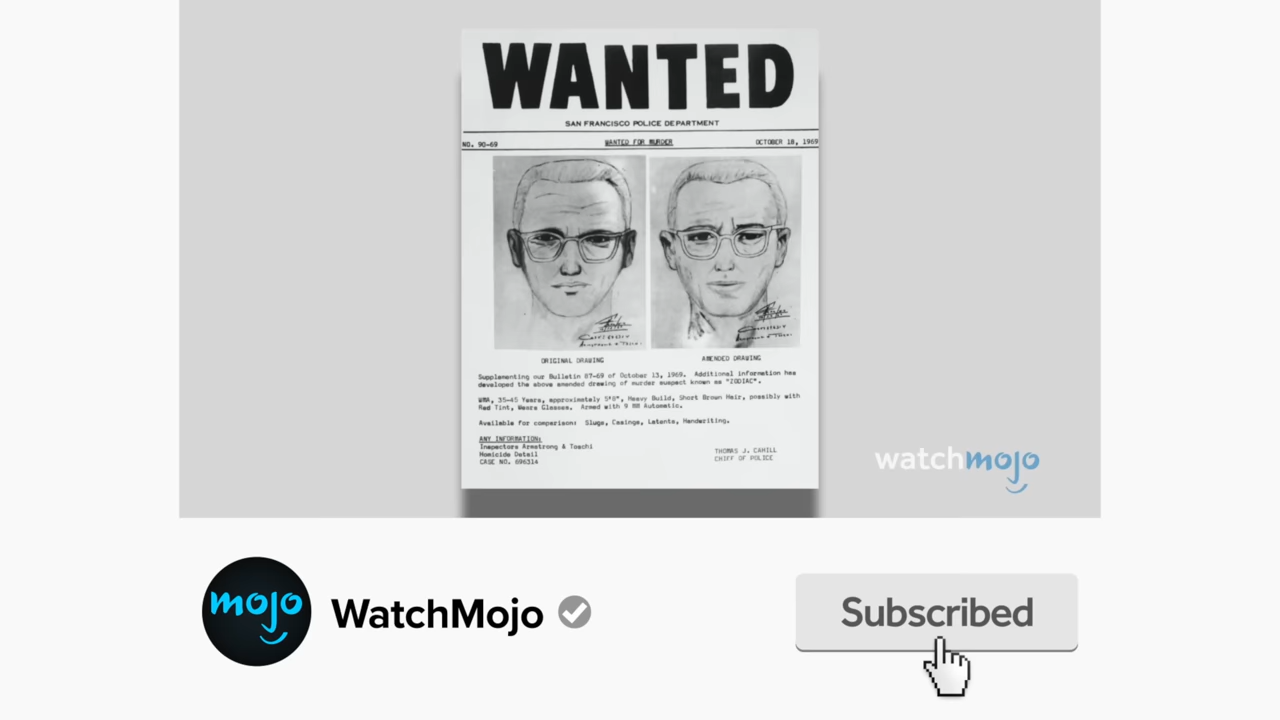 WANTED
SAN FRANCISCO POLICE DEPARTMENT
NO. 90-69 WANTED FOR MURDER OCTOBER 18, 1969
ORIGINAL DRAWING AMENDED DRAWING
Supplementing our Bulletin 87-69 of October 13, 1969. Additional information has
developed the above amended drawing of murder suspect known as "ZODIAC".
WMA, 35-45 Years, approximately 5'8", Heavy Build, Short Brown Hair, possibly with
Red Tint, Wears Glasses. Armed with 9 MM Automatic.
Available for comparison: Slugs, Casings, Latents, Handwriting.
ANY INFORMATION:
Inspectors Armstrong & Toschi
Homicide Detail
CASE NO. 696314
THOMAS J. CAHILL
CHIEF OF POLICE
watchmojo
mojo
WatchMojo
Subscribed